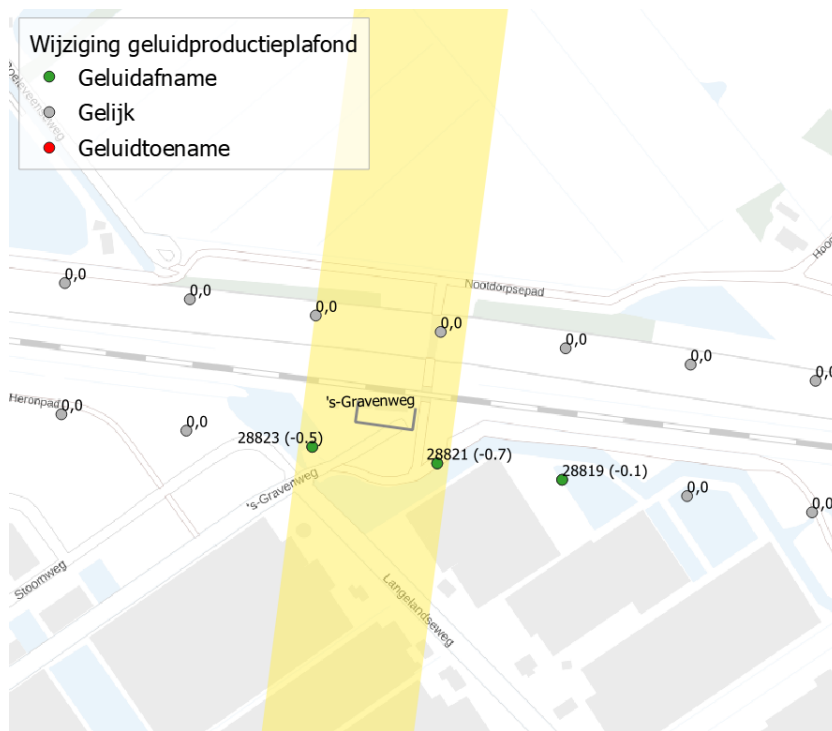 Wijziging geluidproductieplafond
Geluidafname
Gelijk
Geluidtoename
0,0
0,0
0,0
0,0
0,0
0,0
0,0
Nootdorpsepad
Heronpad
0,0
0,0
's-Gravenweg
28823 (-0.5)
28821 (-0.7)
28819 (-0.1)
0,0
0,0
's-Gravenweg
Stoomweg
Langelandseweg